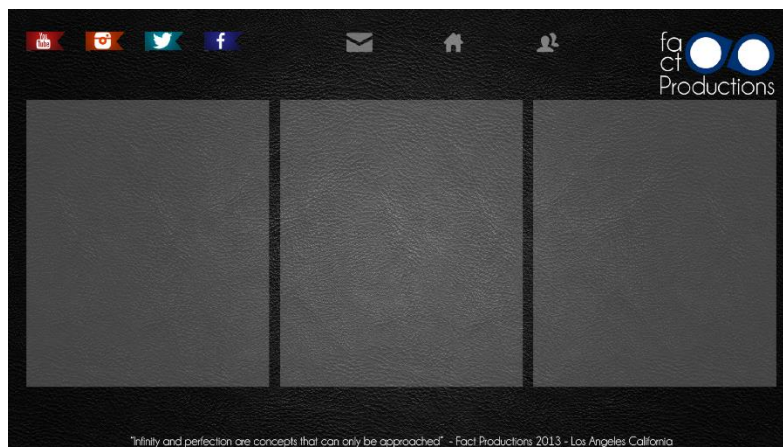 You
Tube
fa
ct
Productions
"Infinity and perfection are concepts that can only be approached" - Fact Productions 2013 - Los Angeles California